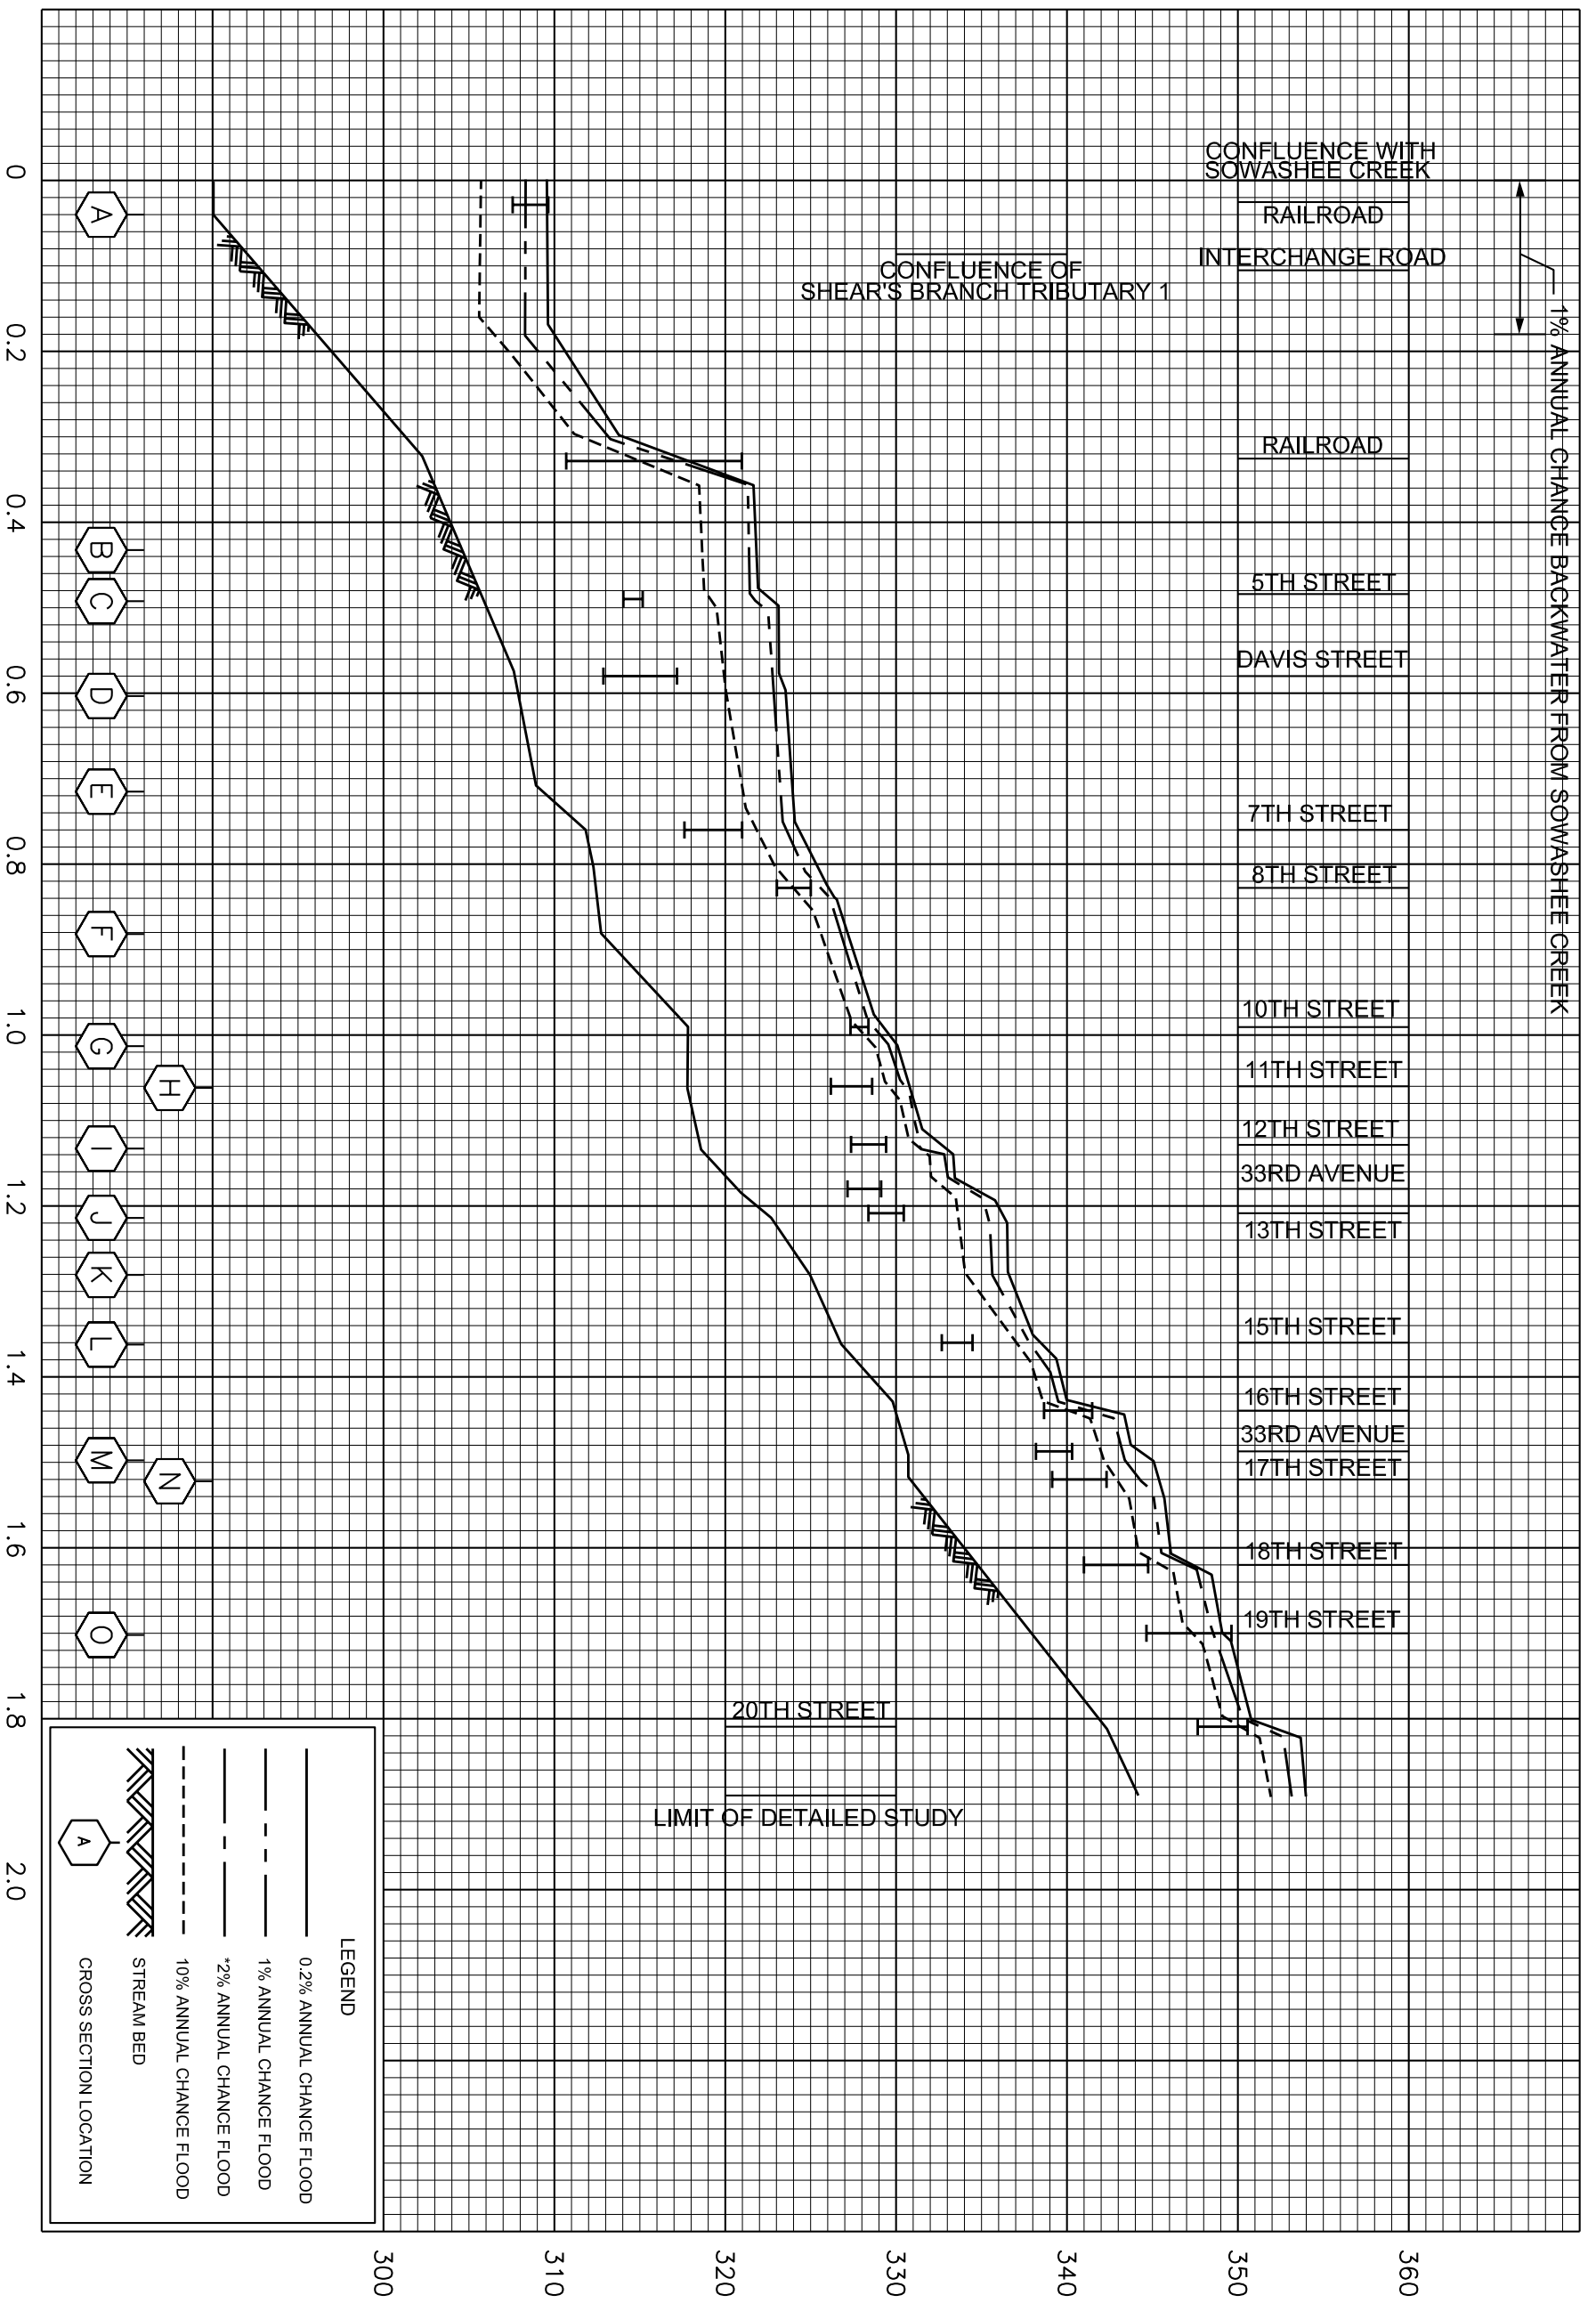 CONFLUENCE WITH
SOWASHEE CREEK
RAILROAD
INTERCHANGE ROAD
1% ANNUAL CHANCE BACKWATER FROM SOWASHEE CREEK
CONFLUENCE OF
SHEAR'S BRANCH TRIBUTARY 1
RAILROAD
5TH STREET
DAVIS STREET
7TH STREET
8TH STREET
10TH STREET
11TH STREET
12TH STREET
33RD AVENUE
13TH STREET
15TH STREET
16TH STREET
33RD AVENUE
17TH STREET
18TH STREET
19TH STREET
20TH STREET
LIMIT OF DETAILED STUDY
0
0.2
0.4
0.6
0.8
1.0
1.2
1.4
1.6
1.8
2.0
A
B
C
D
E
F
G
H
I
J
K
L
M
N
O
360
350
340
330
320
310
300
LEGEND
0.2% ANNUAL CHANCE FLOOD
1% ANNUAL CHANCE FLOOD
*2% ANNUAL CHANCE FLOOD
10% ANNUAL CHANCE FLOOD
STREAM BED
A
CROSS SECTION LOCATION